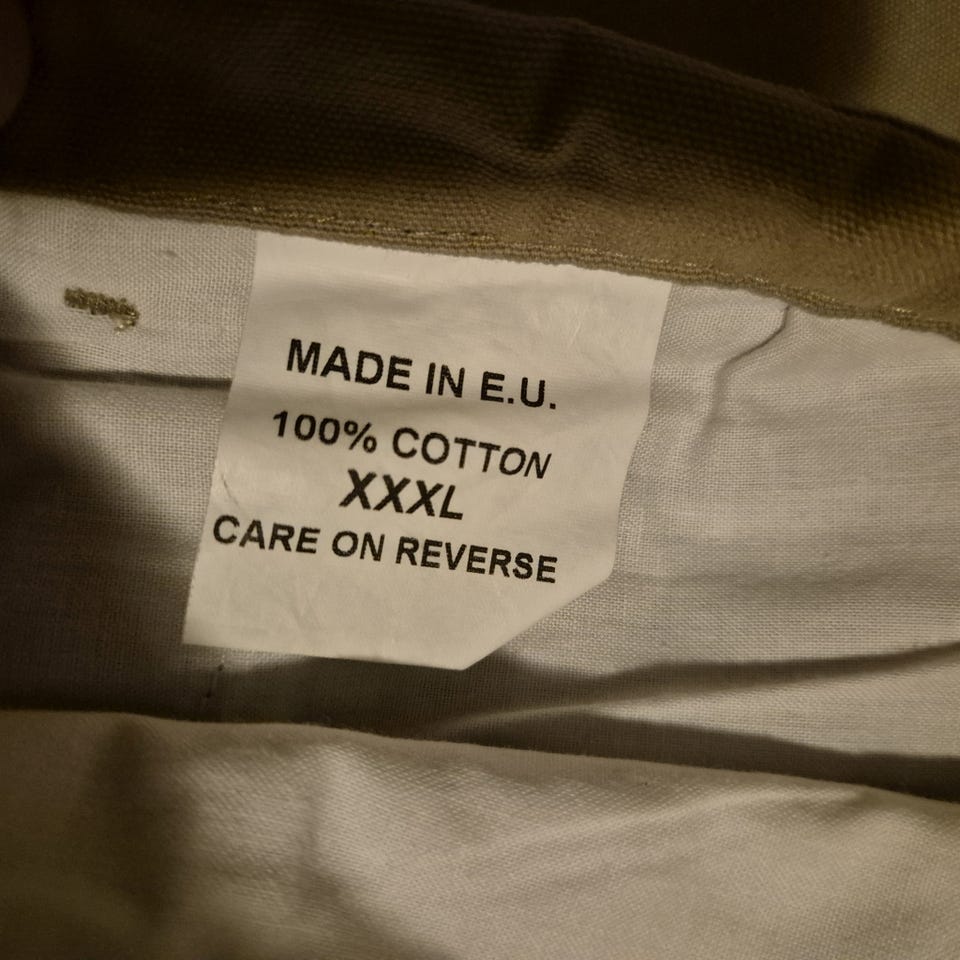 MADE IN E.U.
100% COTTON
XXXL
CARE ON REVERSE